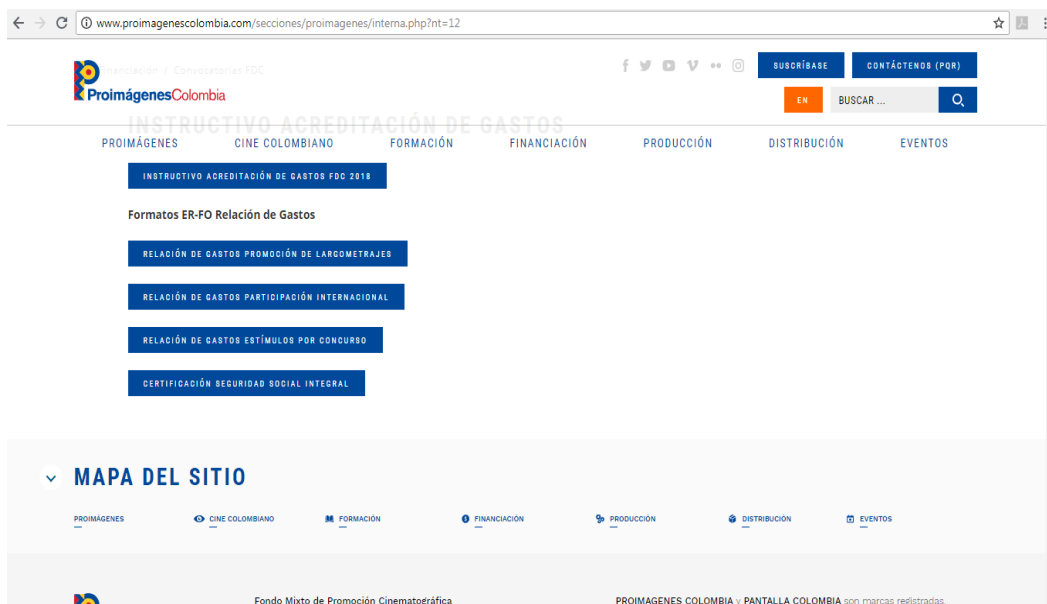 www.proimagenescolombia.com/secciones/proimagenes/interna.php?nt=12
Financiación / Convocatorias FDC
SUSCRÍBASE
CONTÁCTENOS (PQR)
ProimágenesColombia
EN
BUSCAR ...
INSTRUCTIVO ACREDITACIÓN DE GASTOS
PROIMÁGENES CINE COLOMBIANO FORMACIÓN FINANCIACIÓN PRODUCCIÓN DISTRIBUCIÓN EVENTOS
INSTRUCTIVO ACREDITACIÓN DE GASTOS FDC 2018
Formatos ER-FO Relación de Gastos
RELACIÓN DE GASTOS PROMOCIÓN DE LARGOMETRAJES
RELACIÓN DE GASTOS PARTICIPACIÓN INTERNACIONAL
RELACIÓN DE GASTOS ESTÍMULOS POR CONCURSO
CERTIFICACIÓN SEGURIDAD SOCIAL INTEGRAL
MAPA DEL SITIO
PROIMÁGENES CINE COLOMBIANO FORMACIÓN FINANCIACIÓN PRODUCCIÓN DISTRIBUCIÓN EVENTOS
Fondo Mixto de Promoción Cinematográfica
PROIMAGENES COLOMBIA y PANTALLA COLOMBIA son marcas registradas.